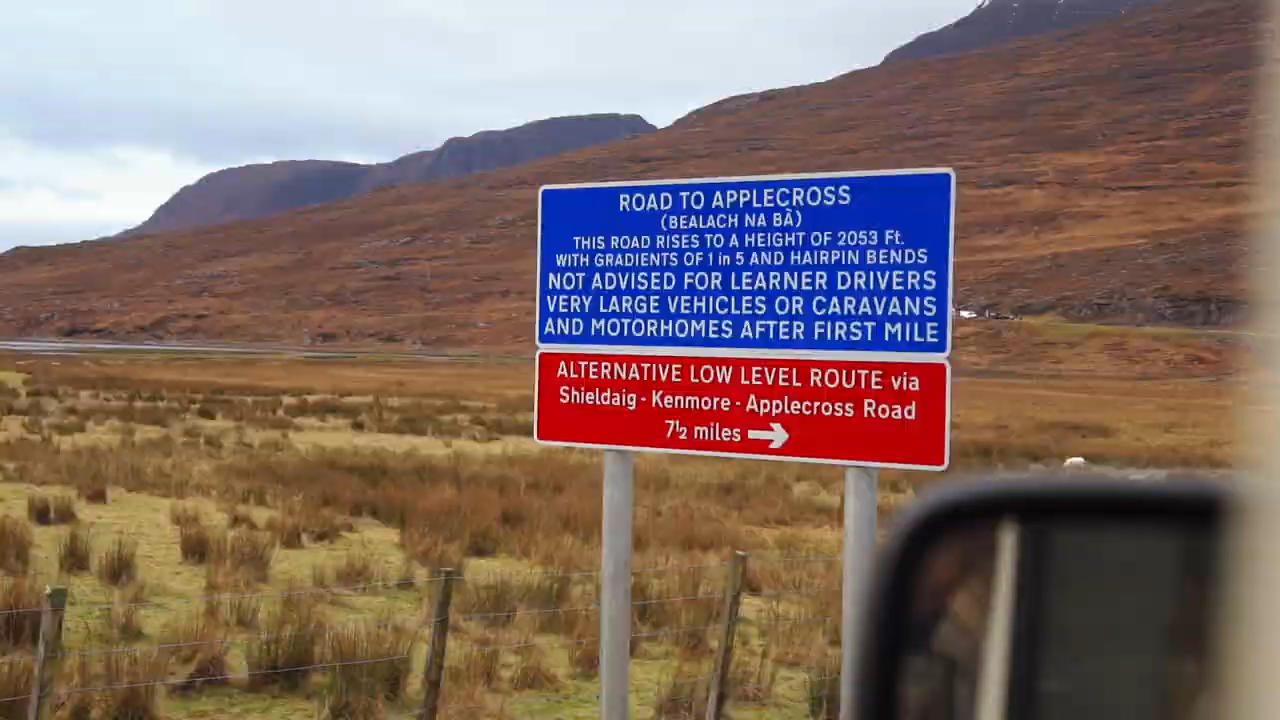 ROAD TO APPLECROSS
(BEALACH NA BÀ)
THIS ROAD RISES TO A HEIGHT OF 2053 Ft.
WITH GRADIENTS OF 1 in 5 AND HAIRPIN BENDS
NOT ADVISED FOR LEARNER DRIVERS
VERY LARGE VEHICLES OR CARAVANS
AND MOTORHOMES AFTER FIRST MILE
ALTERNATIVE LOW LEVEL ROUTE via
Shieldaig - Kenmore - Applecross Road
7½ miles →